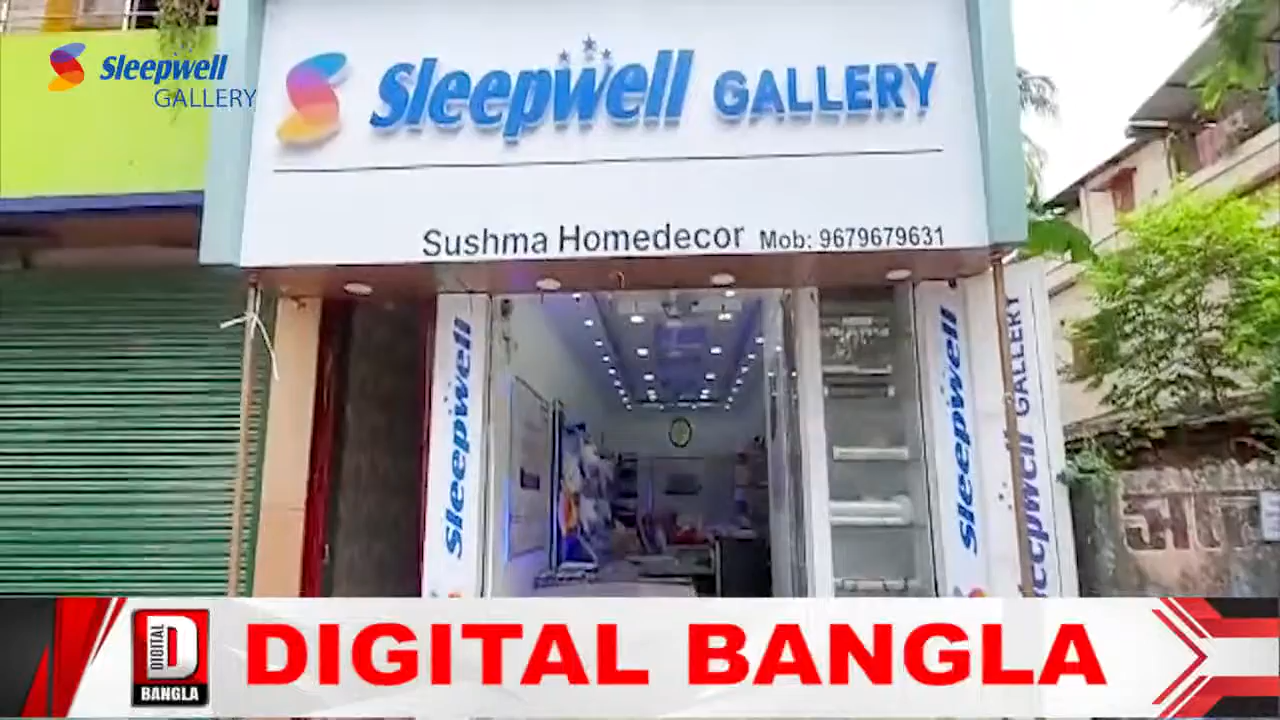 Sleepwell
GALLERY
Sleepwell GALLERY
Sushma Homedecor Mob: 9679679631
Sleepwell
Sleepwell
Sleepwell GALLERY
DIGITAL
D
BANGLA
DIGITAL BANGLA